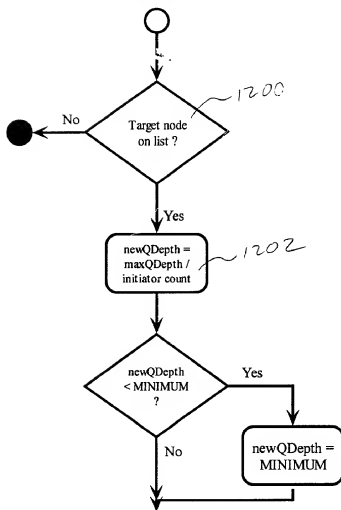 1200
Target node
on list ?
No
Yes
newQDepth =
maxQDepth /
initiator count
1202
newQDepth
< MINIMUM
?
Yes
No
newQDepth =
MINIMUM